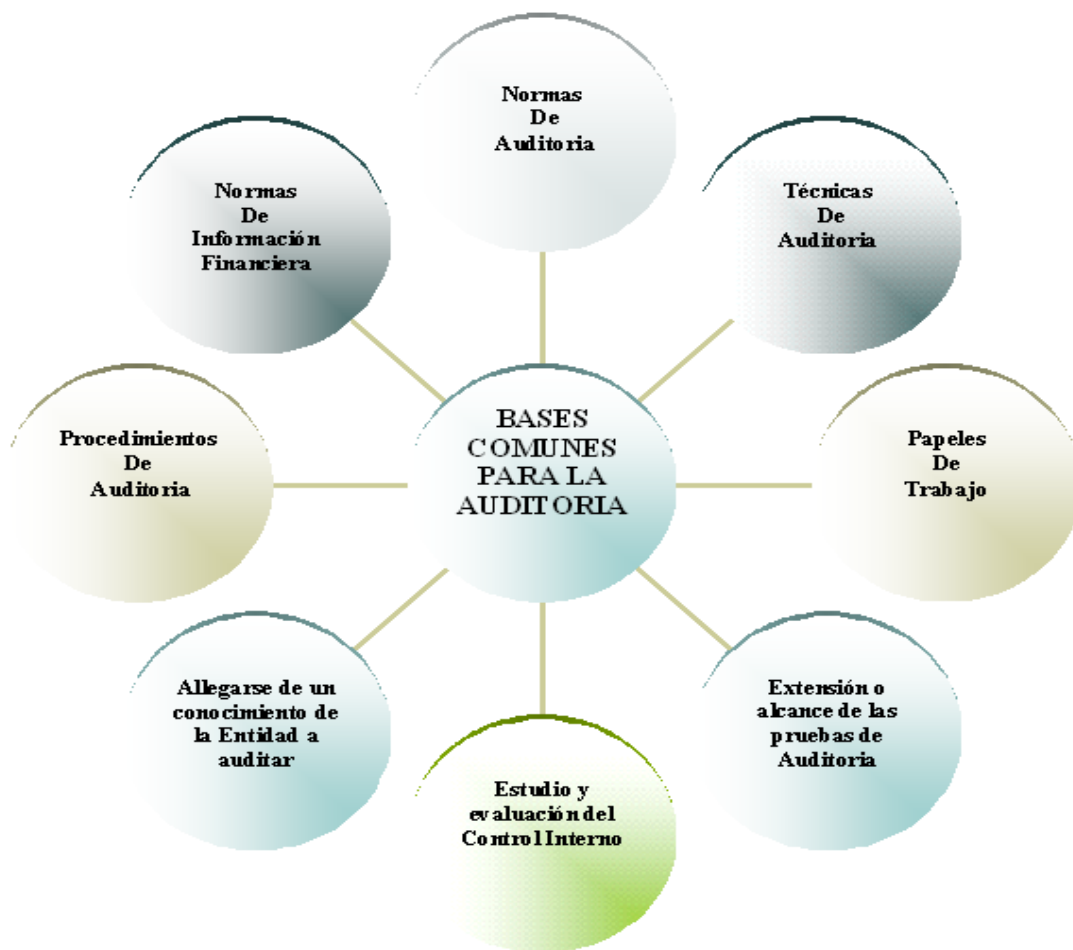 Normas
De
Auditoria
Normas
De
Información
Financiera
Técnicas
De
Auditoria
Procedimientos
De
Auditoria
BASES
COMUNES
PARA LA
AUDITORIA
Papeles
De
Trabajo
Allegarse de un
conocimiento de
la Entidad a
auditar
Extensión o
alcance de las
pruebas de
Auditoria
Estudio y
evaluación del
Control Interno